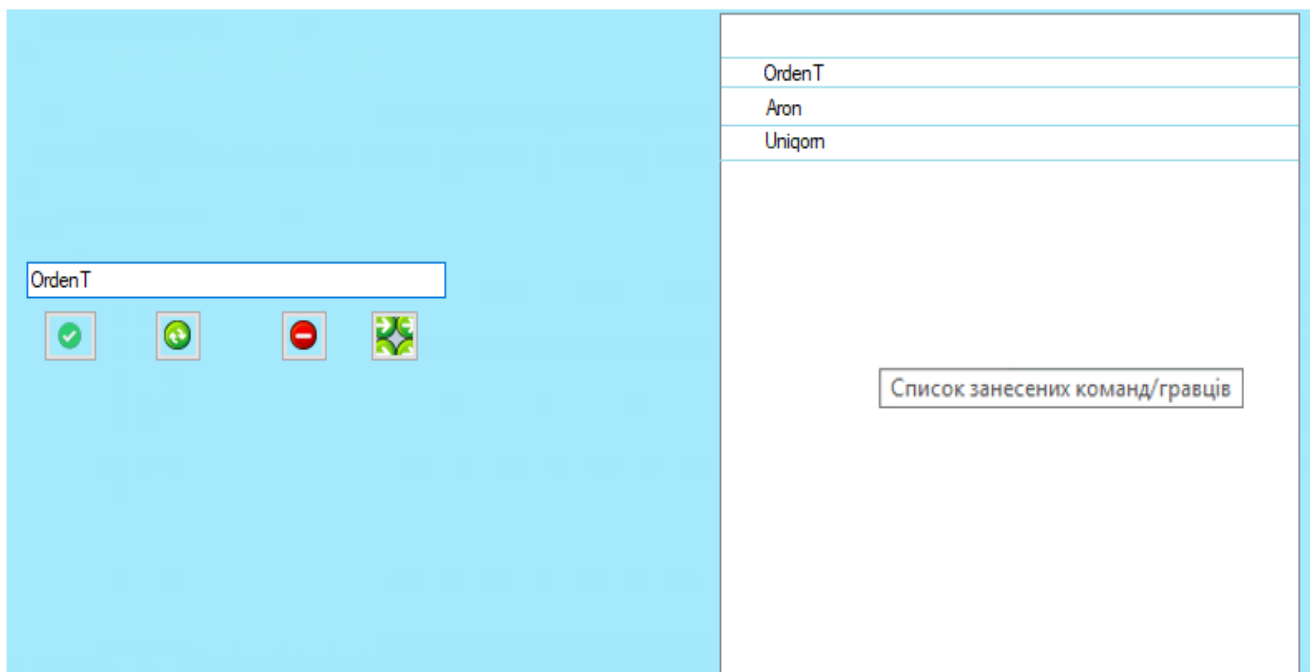 OrdenT
Aron
Uniqorn
OrdenT
Список занесених команд/гравців